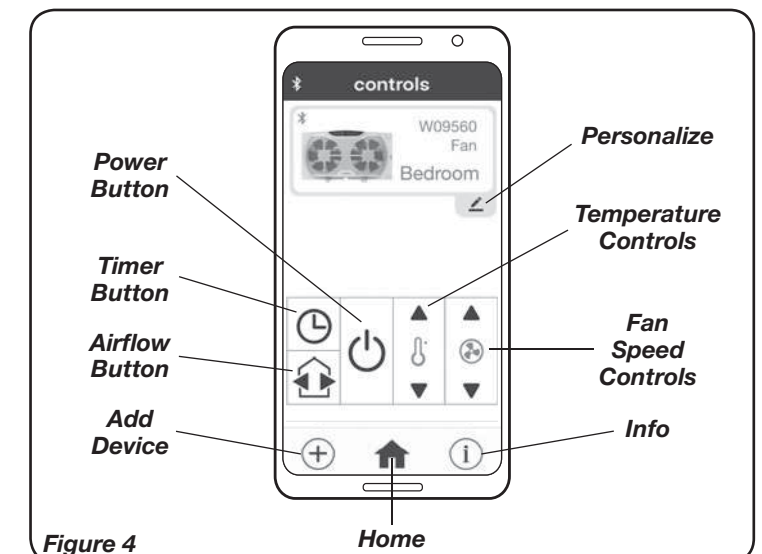 controls
W09560
Fan
Bedroom
Personalize
Power
Button
Temperature
Controls
Timer
Button
Airflow
Button
Fan
Speed
Controls
Add
Device
i
Info
Home
Figure 4